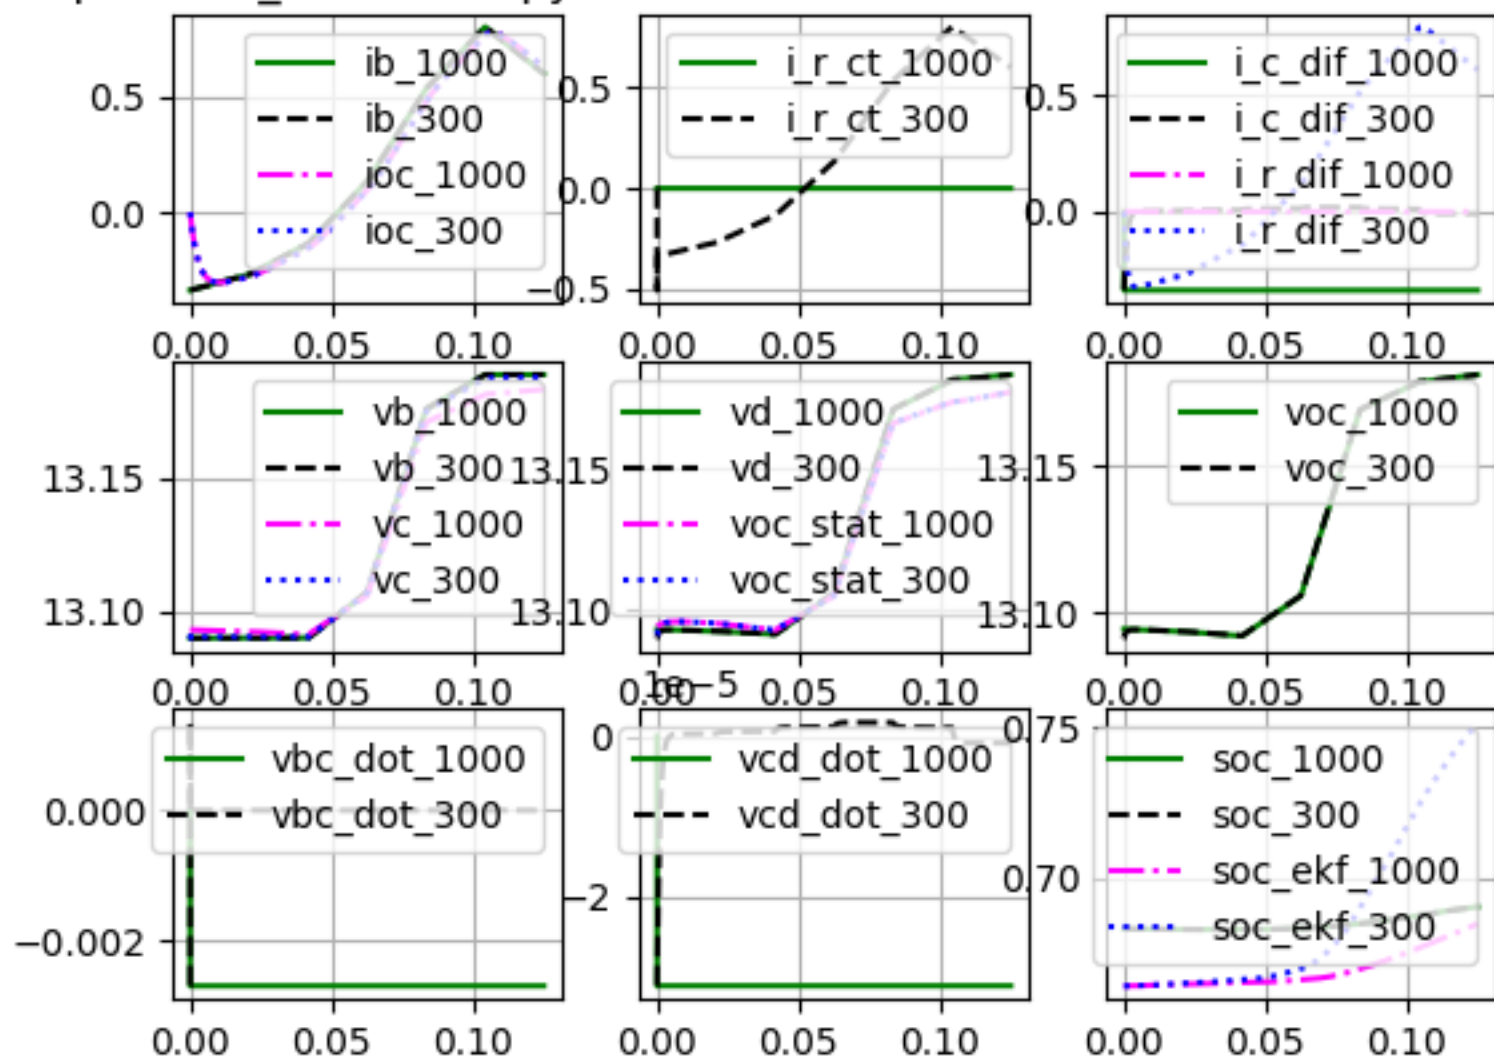 ib_1000
ib_300
ioc_1000
ioc_300
0.5
0.0
0.00 0.05 0.10
i_r_ct_1000
i_r_ct_300
0.5
0.0
−0.5
0.00 0.05 0.10
i_c_dif_1000
i_c_dif_300
i_r_dif_1000
i_r_dif_300
0.5
0.0
0.00 0.05 0.10
vb_1000
vb_300
vc_1000
vc_300
13.15
13.10
0.00 0.05 0.10
vd_1000
vd_300
voc_stat_1000
voc_stat_300
13.15
13.10
0.00 0.05 0.10
voc_1000
voc_300
13.15
13.10
0.00 0.05 0.10
vbc_dot_1000
vbc_dot_300
0.000
−0.002
0.00 0.05 0.10
1e−5
vcd_dot_1000
vcd_dot_300
0
−2
0.00 0.05 0.10
soc_1000
soc_300
soc_ekf_1000
soc_ekf_300
0.75
0.70
0.00 0.05 0.10